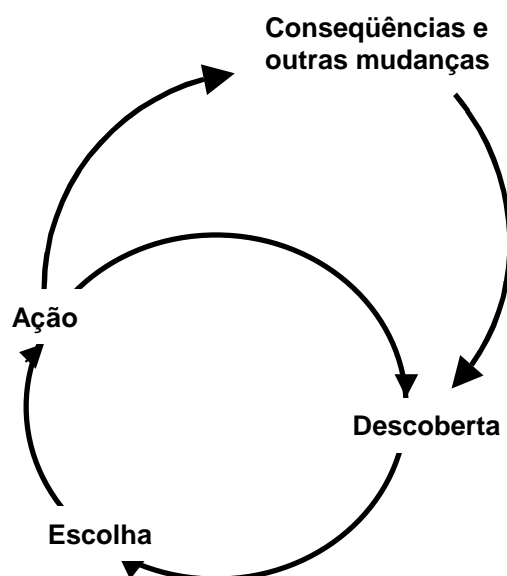 Conseqüências e
outras mudanças
Ação
Descoberta
Escolha